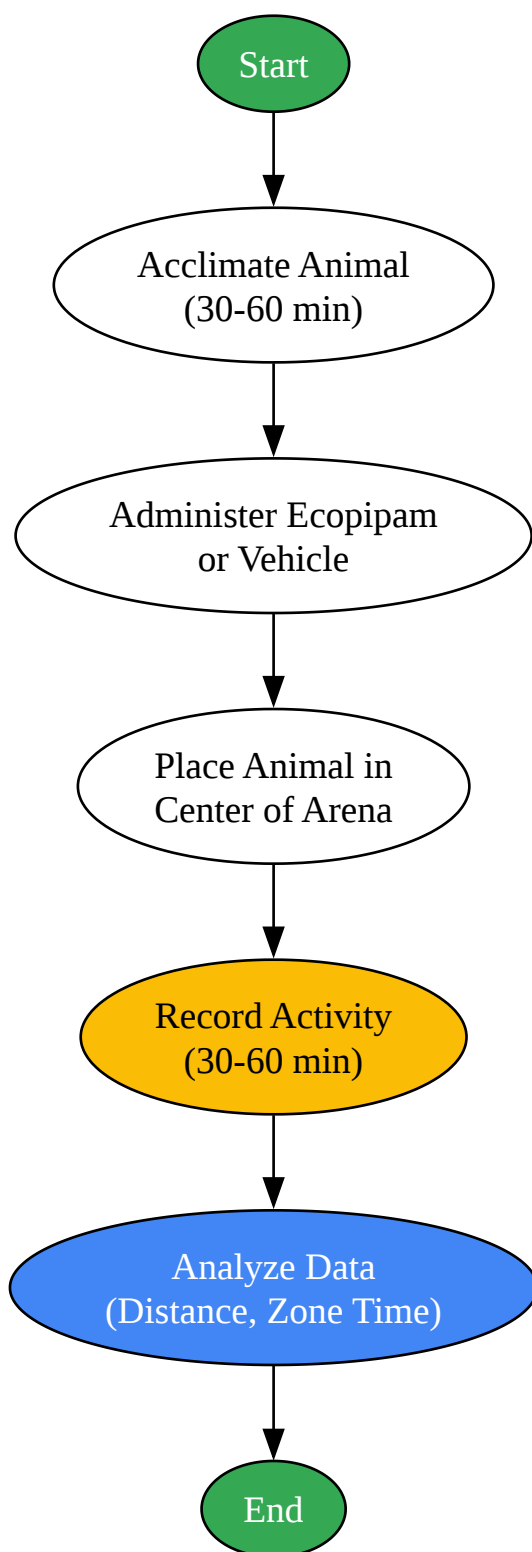 Start
Acclimate Animal
(30-60 min)
Administer Ecopipam
or Vehicle
Place Animal in
Center of Arena
Record Activity
(30-60 min)
Analyze Data
(Distance, Zone Time)
End